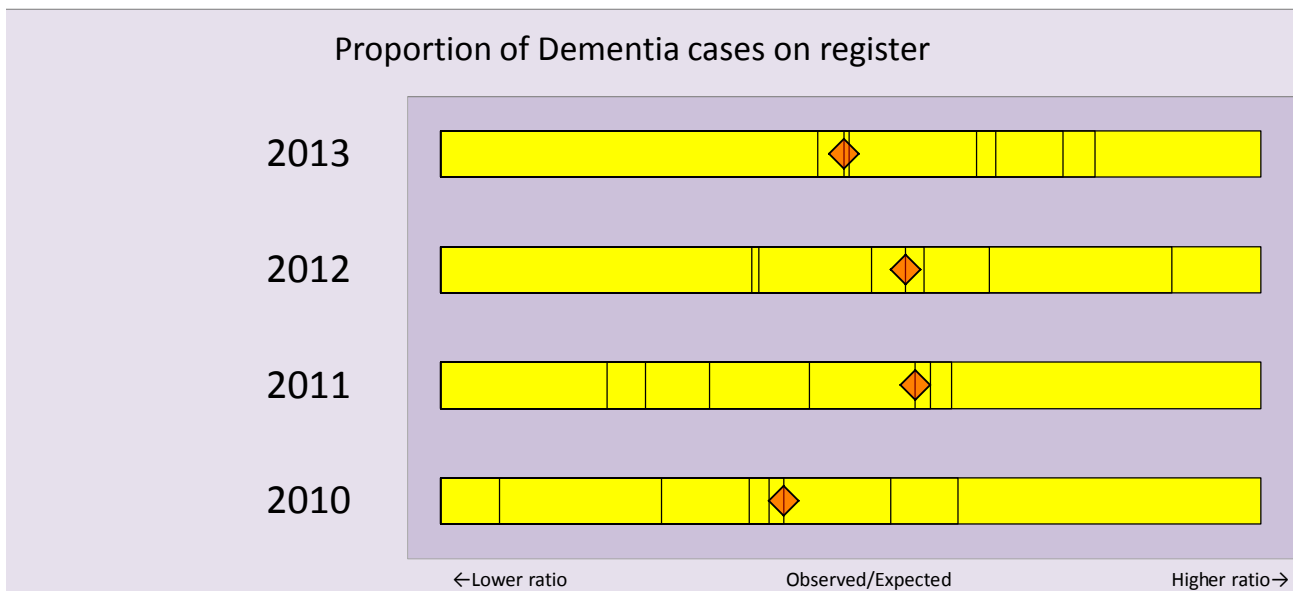 Proportion of Dementia cases on register
2013
2012
2011
2010
←Lower ratio Observed/Expected Higher ratio→